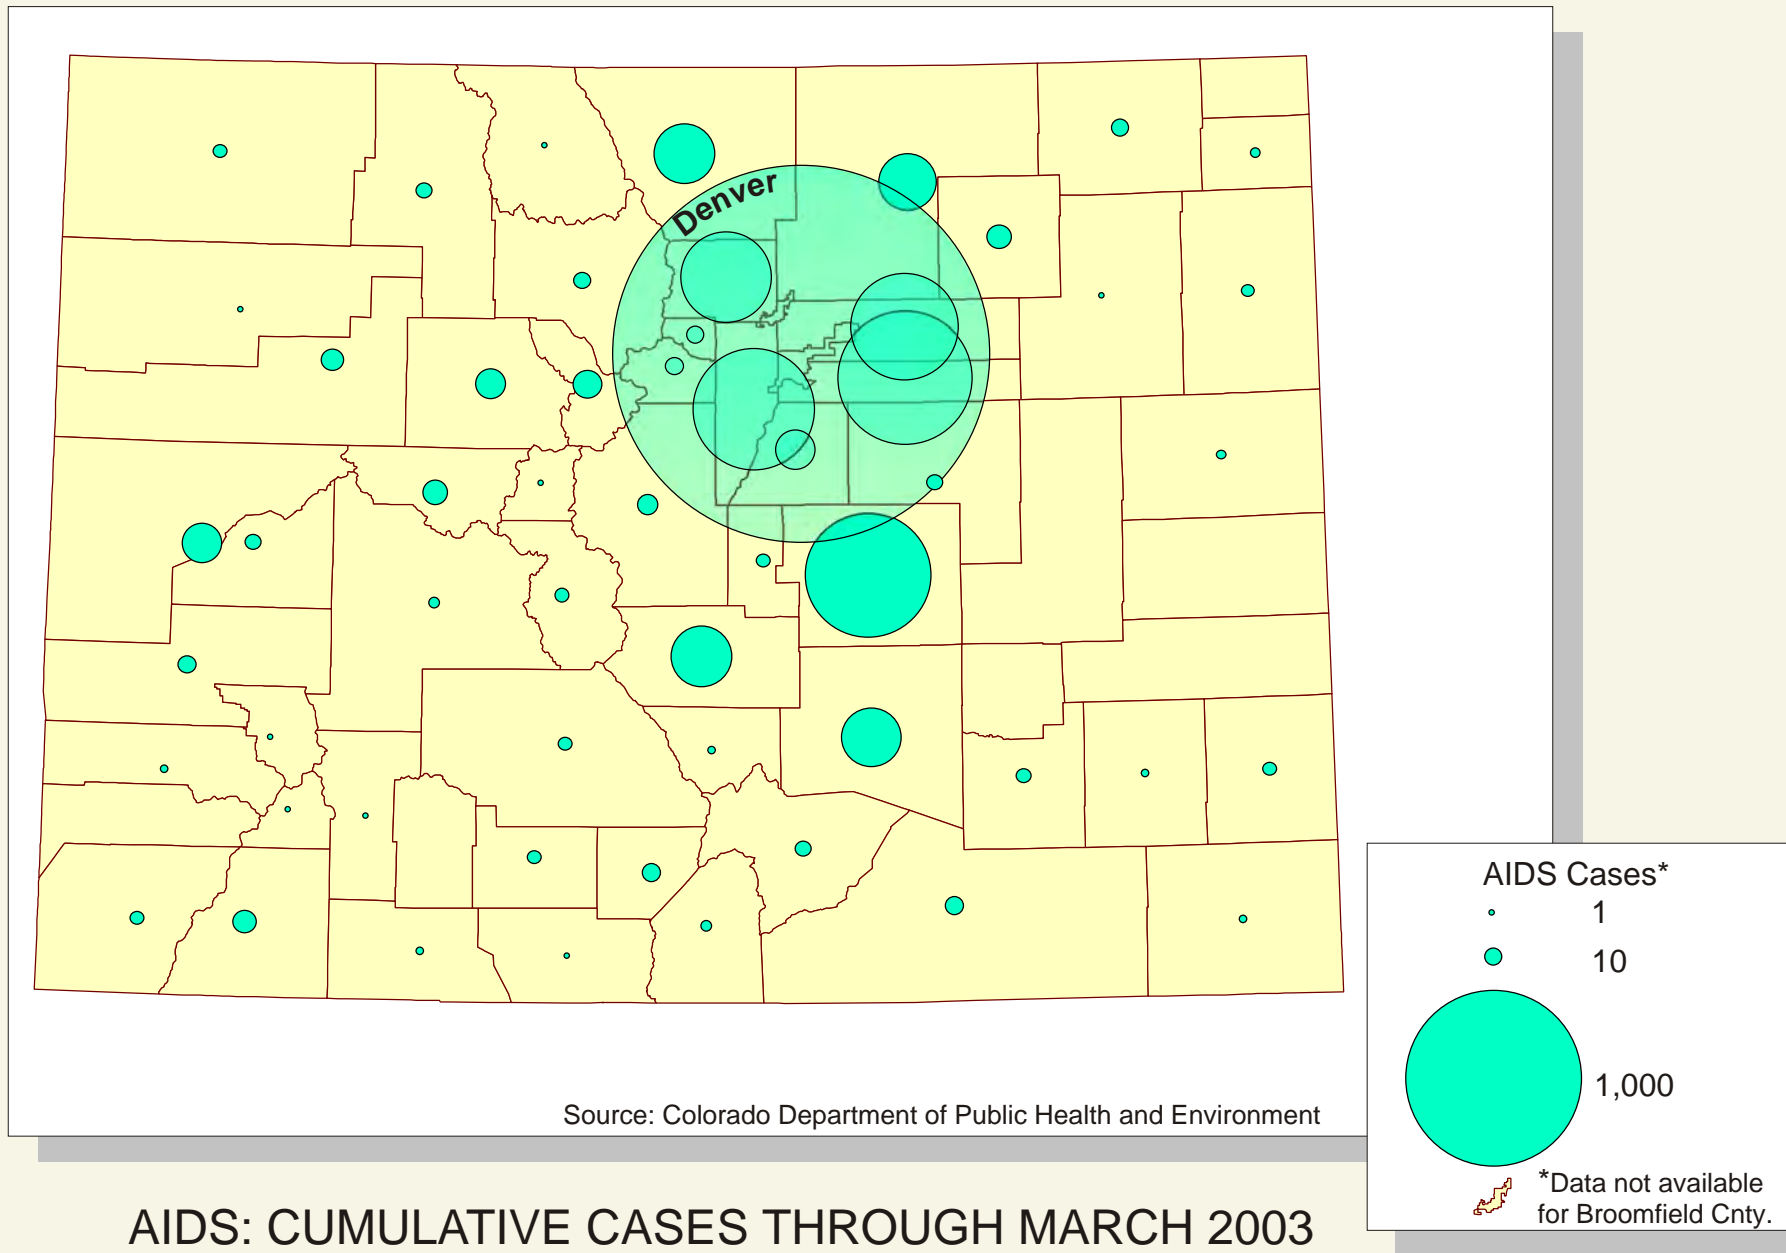 Denver
AIDS Cases*
1
10
1,000
*Data not available
for Broomfield Cnty.
Source: Colorado Department of Public Health and Environment
AIDS: CUMULATIVE CASES THROUGH MARCH 2003